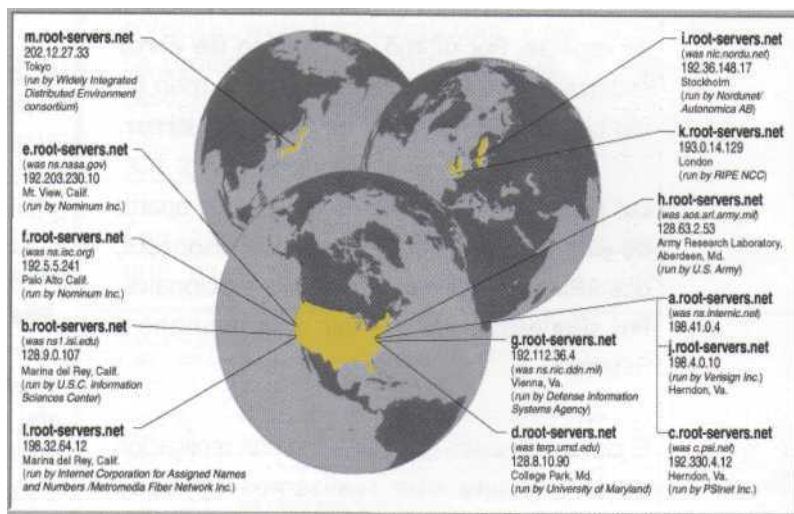 m.root-servers.net
202.12.27.33
Tokyo
(run by Widely Integrated
Distributed Environment
consortium)
e.root-servers.net
(was ns.nasa.gov)
192.203.230.10
Mt. View, Calif.
(run by Nominum Inc.)
f.root-servers.net
(was ns.isc.org)
192.5.5.241
Palo Alto Calif.
(run by Nominum Inc.)
b.root-servers.net
(was ns1.isi.edu)
128.9.0.107
Marina del Rey, Calif.
(run by U.S.C. Information
Sciences Center)
l.root-servers.net
198.32.64.12
Marina del Rey, Calif.
(run by Internet Corporation for Assigned Names
and Numbers /Metromedia Fiber Network Inc.)
i.root-servers.net
(was nic.nordu.net)
192.36.148.17
Stockholm
(run by Nordunet/
Autonomica AB)
k.root-servers.net
193.0.14.129
London
(run by RIPE NCC)
h.root-servers.net
(was aos.arl.army.mil)
128.63.2.53
Army Research Laboratory,
Aberdeen, Md.
(run by U.S. Army)
a.root-servers.net
(was ns.internic.net)
198.41.0.4
j.root-servers.net
198.4.0.10
(run by Verisign Inc.)
Herndon, Va.
g.root-servers.net
192.112.36.4
(was ns.nic.ddn.mil)
Vienna, Va.
(run by Defense Information
Systems Agency)
d.root-servers.net
(was terp.umd.edu)
128.8.10.90
College Park, Md.
(run by University of Maryland)
c.root-servers.net
(was c.psi.net)
192.330.4.12
Herndon, Va.
(run by PSInet Inc.)